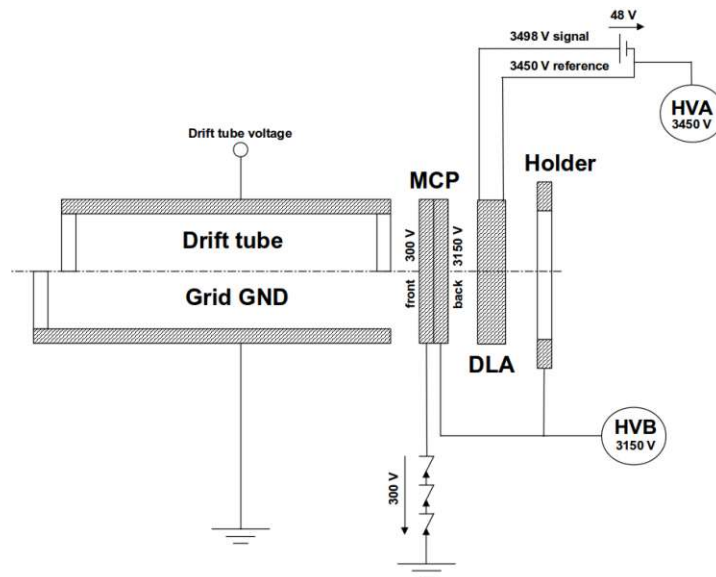 48 V
3498 V signal
3450 V reference
HVA
3450 V
Drift tube voltage
MCP
Holder
Drift tube
300 V
3150 V
Grid GND
front
back
DLA
HVB
3150 V
300 V